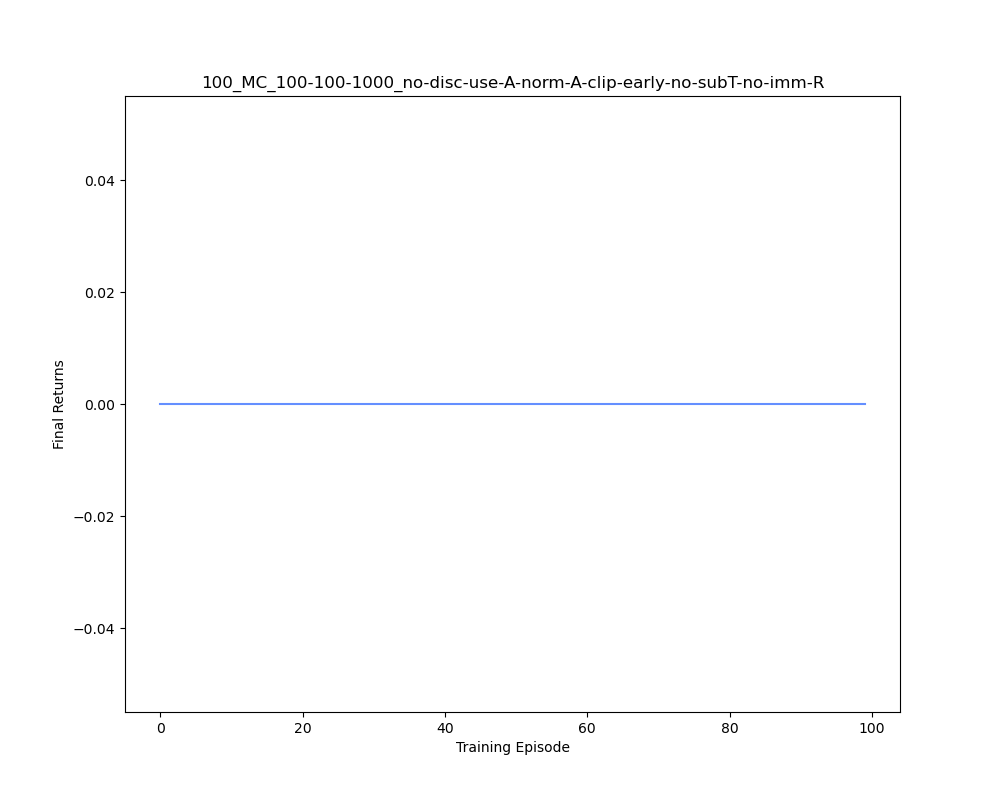 100_MC_100-100-1000_no-disc-use-A-norm-A-clip-early-no-subT-no-imm-R
0.04
0.02
0.00
−0.02
−0.04
Final Returns
0 20 40 60 80 100
Training Episode